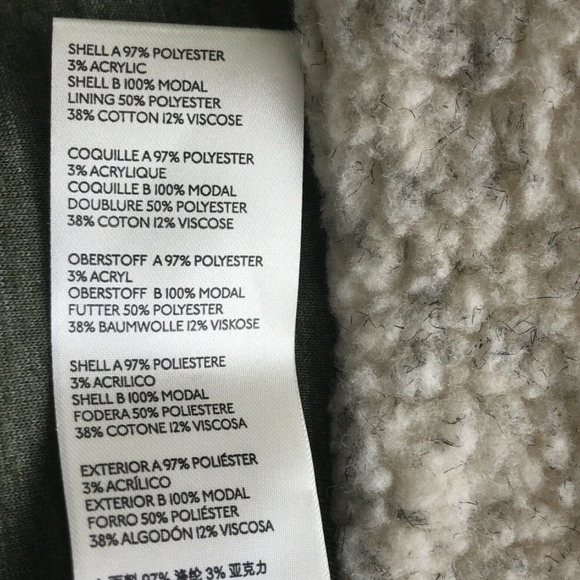 SHELL A 97% POLYESTER
3% ACRYLIC
SHELL B 100% MODAL
LINING 50% POLYESTER
38% COTTON 12% VISCOSE
COQUILLE A 97% POLYESTER
3% ACRYLIQUE
COQUILLE B 100% MODAL
DOUBLURE 50% POLYESTER
38% COTON 12% VISCOSE
OBERSTOFF A 97% POLYESTER
3% ACRYL
OBERSTOFF B 100% MODAL
FUTTER 50% POLYESTER
38% BAUMWOLLE 12% VISKOSE
SHELL A 97% POLIESTERE
3% ACRILICO
SHELL B 100% MODAL
FODERA 50% POLIESTERE
38% COTONE 12% VISCOSA
EXTERIOR A 97% POLIÉSTER
3% ACRÍLICO
EXTERIOR B 100% MODAL
FORRO 50% POLIÉSTER
38% ALGODÓN 12% VISCOSA
面料 97% 涤纶 3% 亚克力